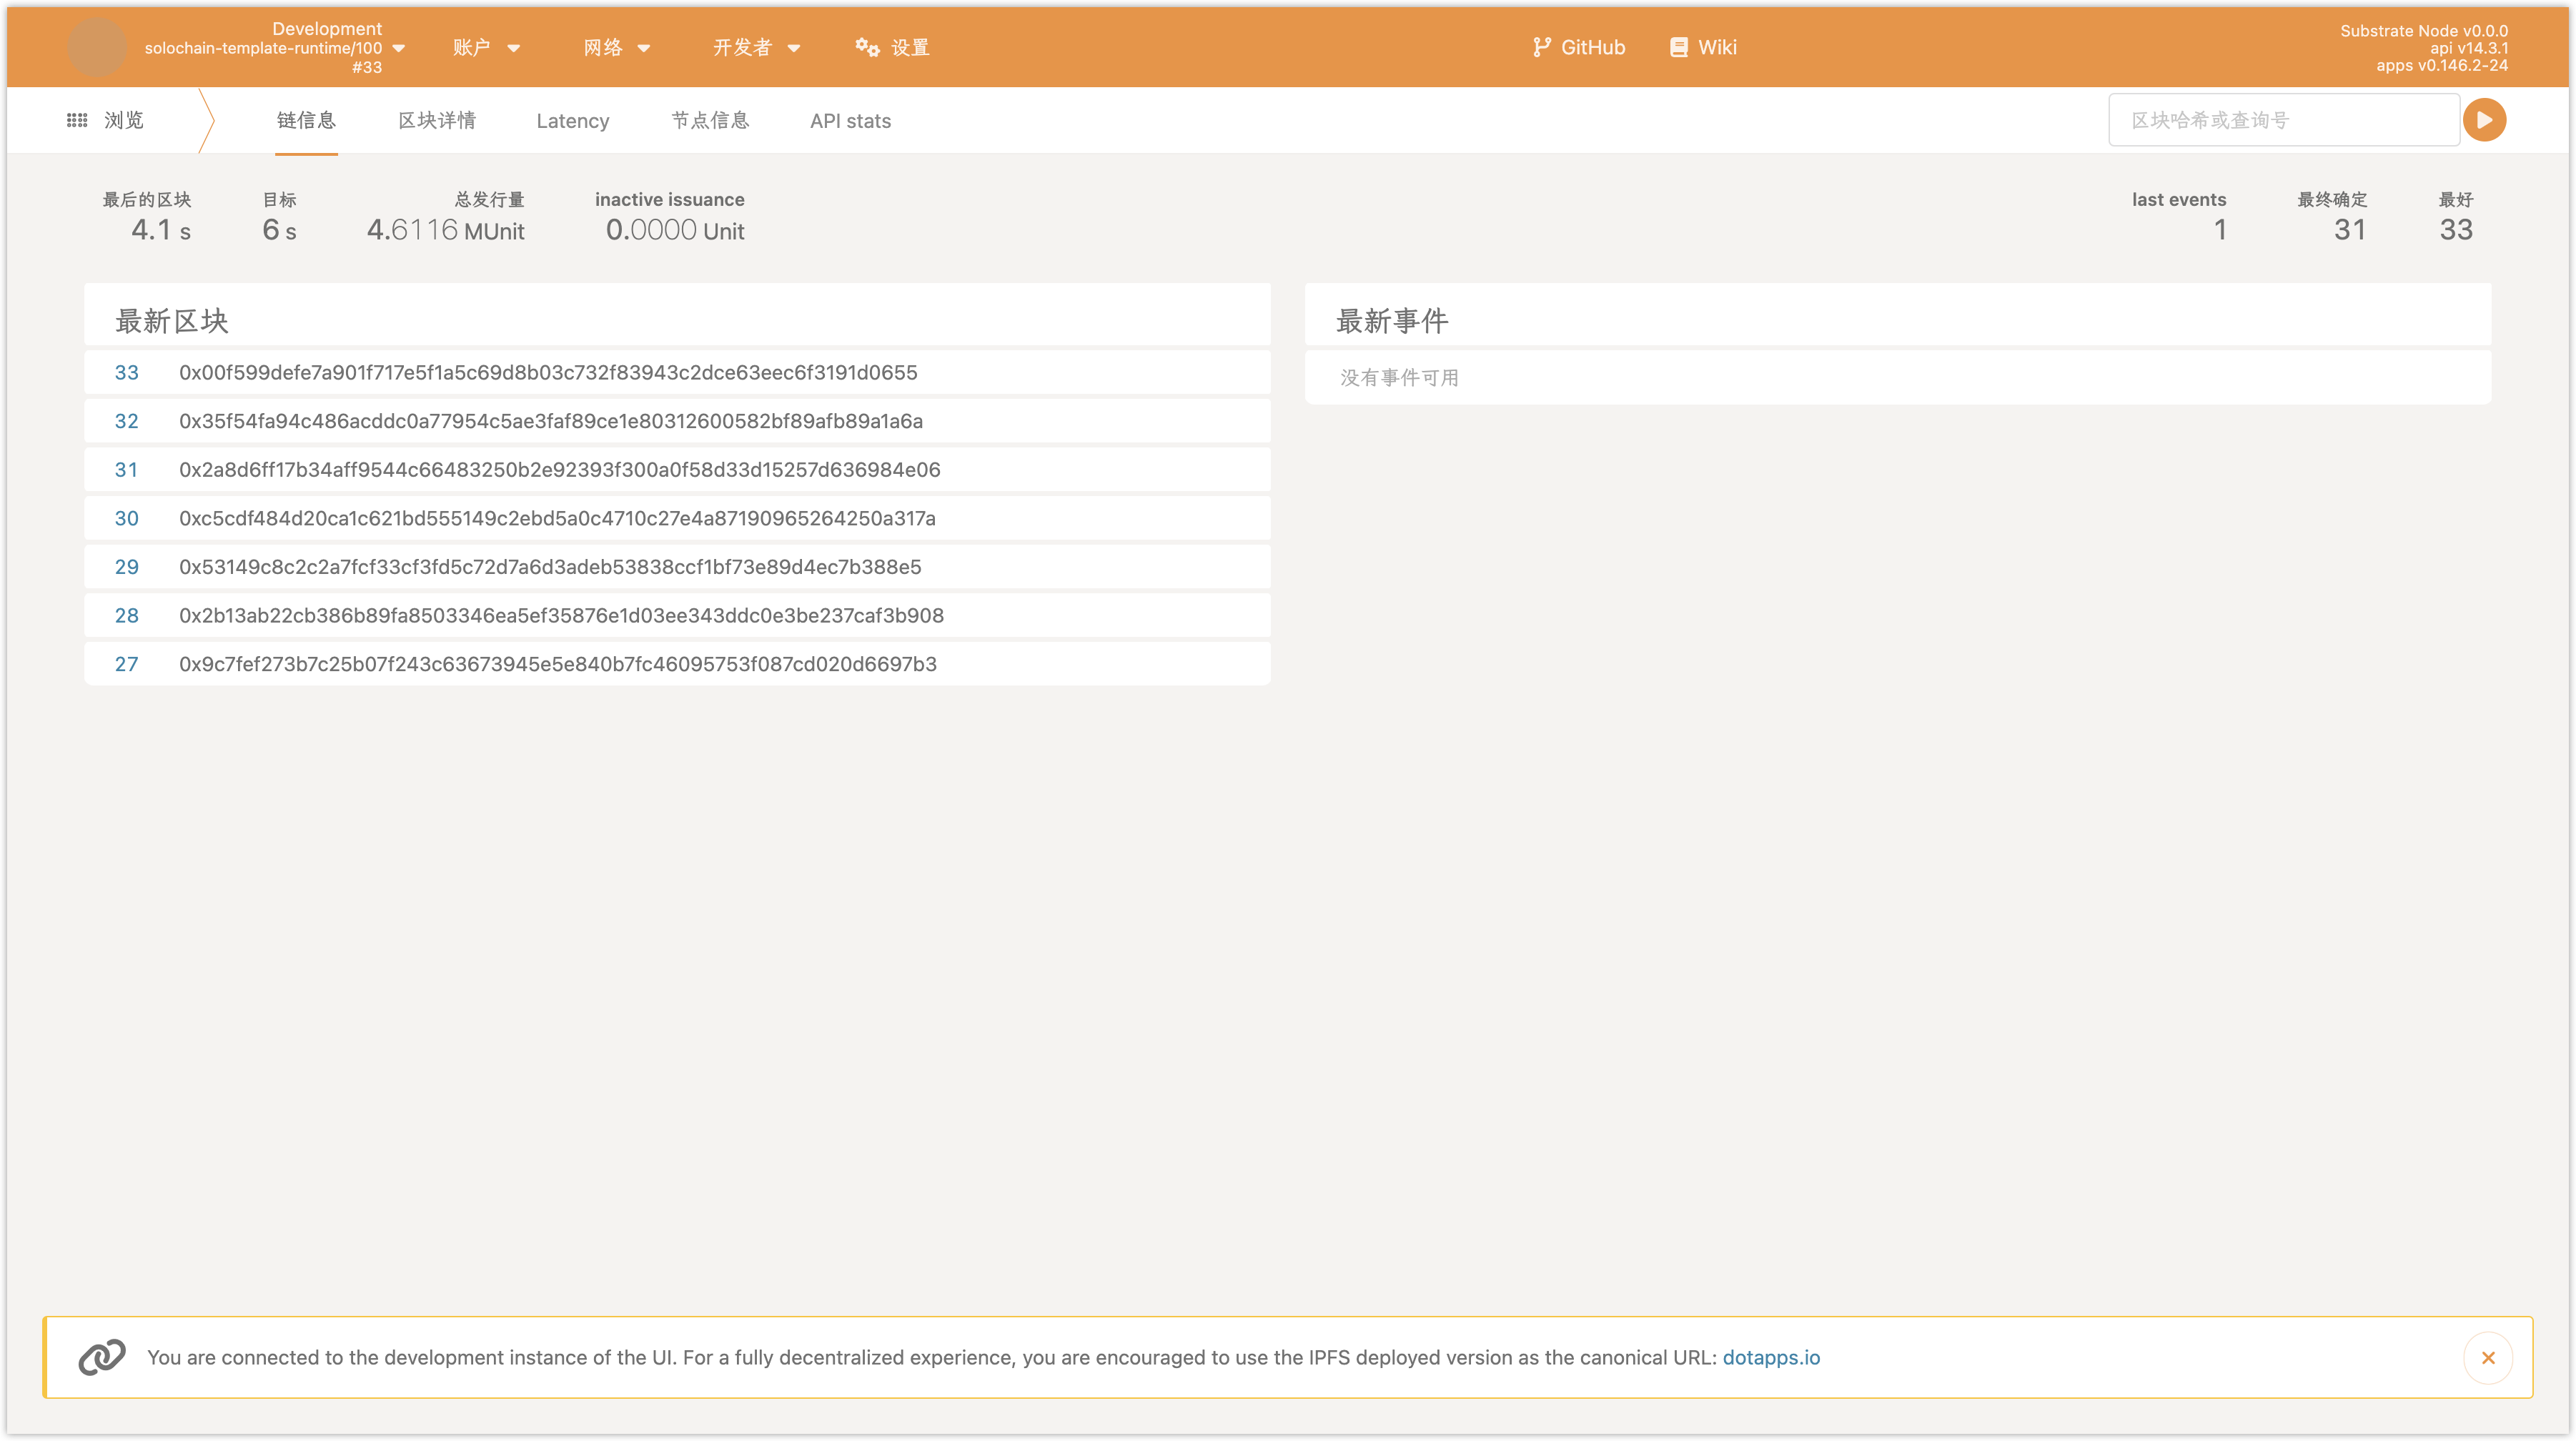 Development
solochain-template-runtime/100
#33
账户
网络
开发者
设置
GitHub
Wiki
Substrate Node v0.0.0
api v14.3.1
apps v0.146.2-24
浏览
链信息
区块详情
Latency
节点信息
API stats
区块哈希或查询号
最后的区块
4.1 s
目标
6 s
总发行量
4.6116 MUnit
inactive issuance
0.0000 Unit
last events
1
最终确定
31
最好
33
最新区块
33 0x00f599defe7a901f717e5f1a5c69d8b03c732f83943c2dce63eec6f3191d0655
32 0x35f54fa94c486acddc0a77954c5ae3faf89ce1e80312600582bf89afb89a1a6a
31 0x2a8d6ff17b34aff9544c66483250b2e92393f300a0f58d33d15257d636984e06
30 0xc5cdf484d20ca1c621bd555149c2ebd5a0c4710c27e4a87190965264250a317a
29 0x53149c8c2c2a7fcf33cf3fd5c72d7a6d3adeb53838ccf1bf73e89d4ec7b388e5
28 0x2b13ab22cb386b89fa8503346ea5ef35876e1d03ee343ddc0e3be237caf3b908
27 0x9c7fef273b7c25b07f243c63673945e5e840b7fc46095753f087cd020d6697b3
最新事件
没有事件可用
You are connected to the development instance of the UI. For a fully decentralized experience, you are encouraged to use the IPFS deployed version as the canonical URL: dotapps.io